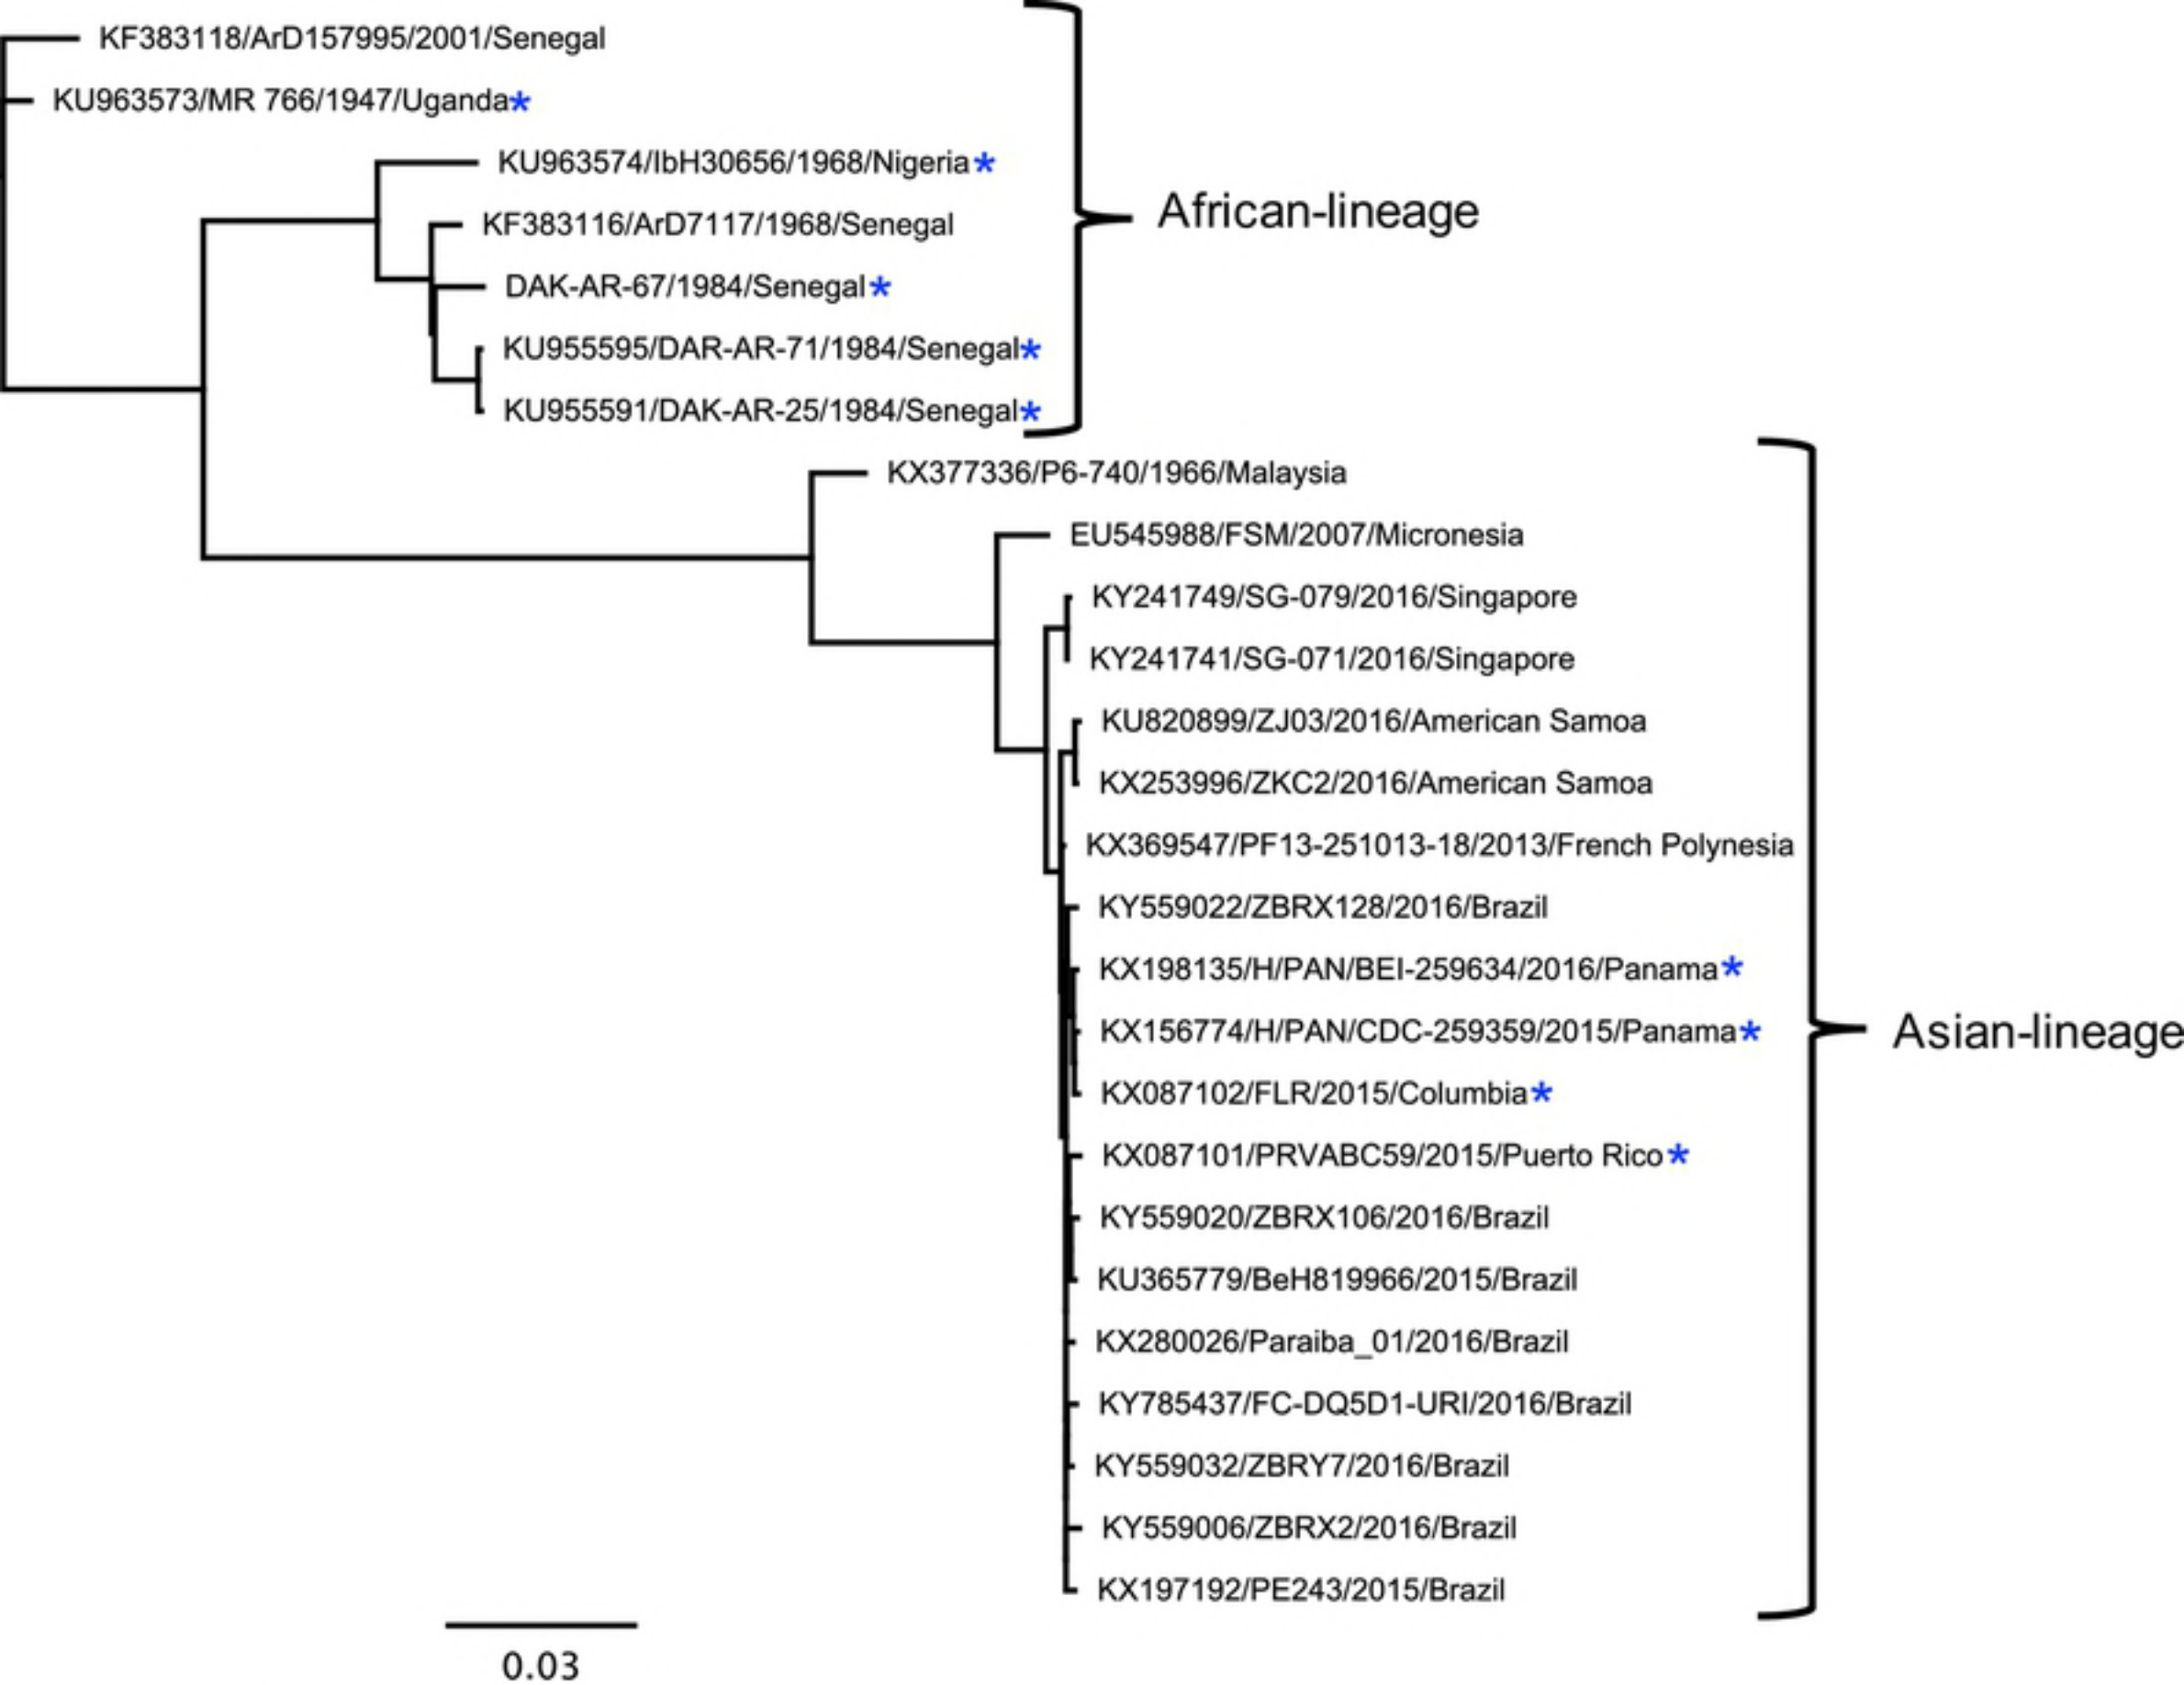 KF383118/ArD157995/2001/Senegal
KU963573/MR 766/1947/Uganda*
KU963574/IbH30656/1968/Nigeria*
KF383116/ArD7117/1968/Senegal
African-lineage
DAK-AR-67/1984/Senegal*
KU955595/DAR-AR-71/1984/Senegal*
KU955591/DAK-AR-25/1984/Senegal*
KX377336/P6-740/1966/Malaysia
EU545988/FSM/2007/Micronesia
KY241749/SG-079/2016/Singapore
KY241741/SG-071/2016/Singapore
KU820899/ZJ03/2016/American Samoa
KX253996/ZKC2/2016/American Samoa
KX369547/PF13-251013-18/2013/French Polynesia
KY559022/ZBRX128/2016/Brazil
KX198135/H/PAN/BEI-259634/2016/Panama*
KX156774/H/PAN/CDC-259359/2015/Panama*
Asian-lineage
KX087102/FLR/2015/Columbia*
KX087101/PRVABC59/2015/Puerto Rico*
KY559020/ZBRX106/2016/Brazil
KU365779/BeH819966/2015/Brazil
KX280026/Paraiba_01/2016/Brazil
KY785437/FC-DQ5D1-URI/2016/Brazil
KY559032/ZBRY7/2016/Brazil
KY559006/ZBRX2/2016/Brazil
KX197192/PE243/2015/Brazil
0.03